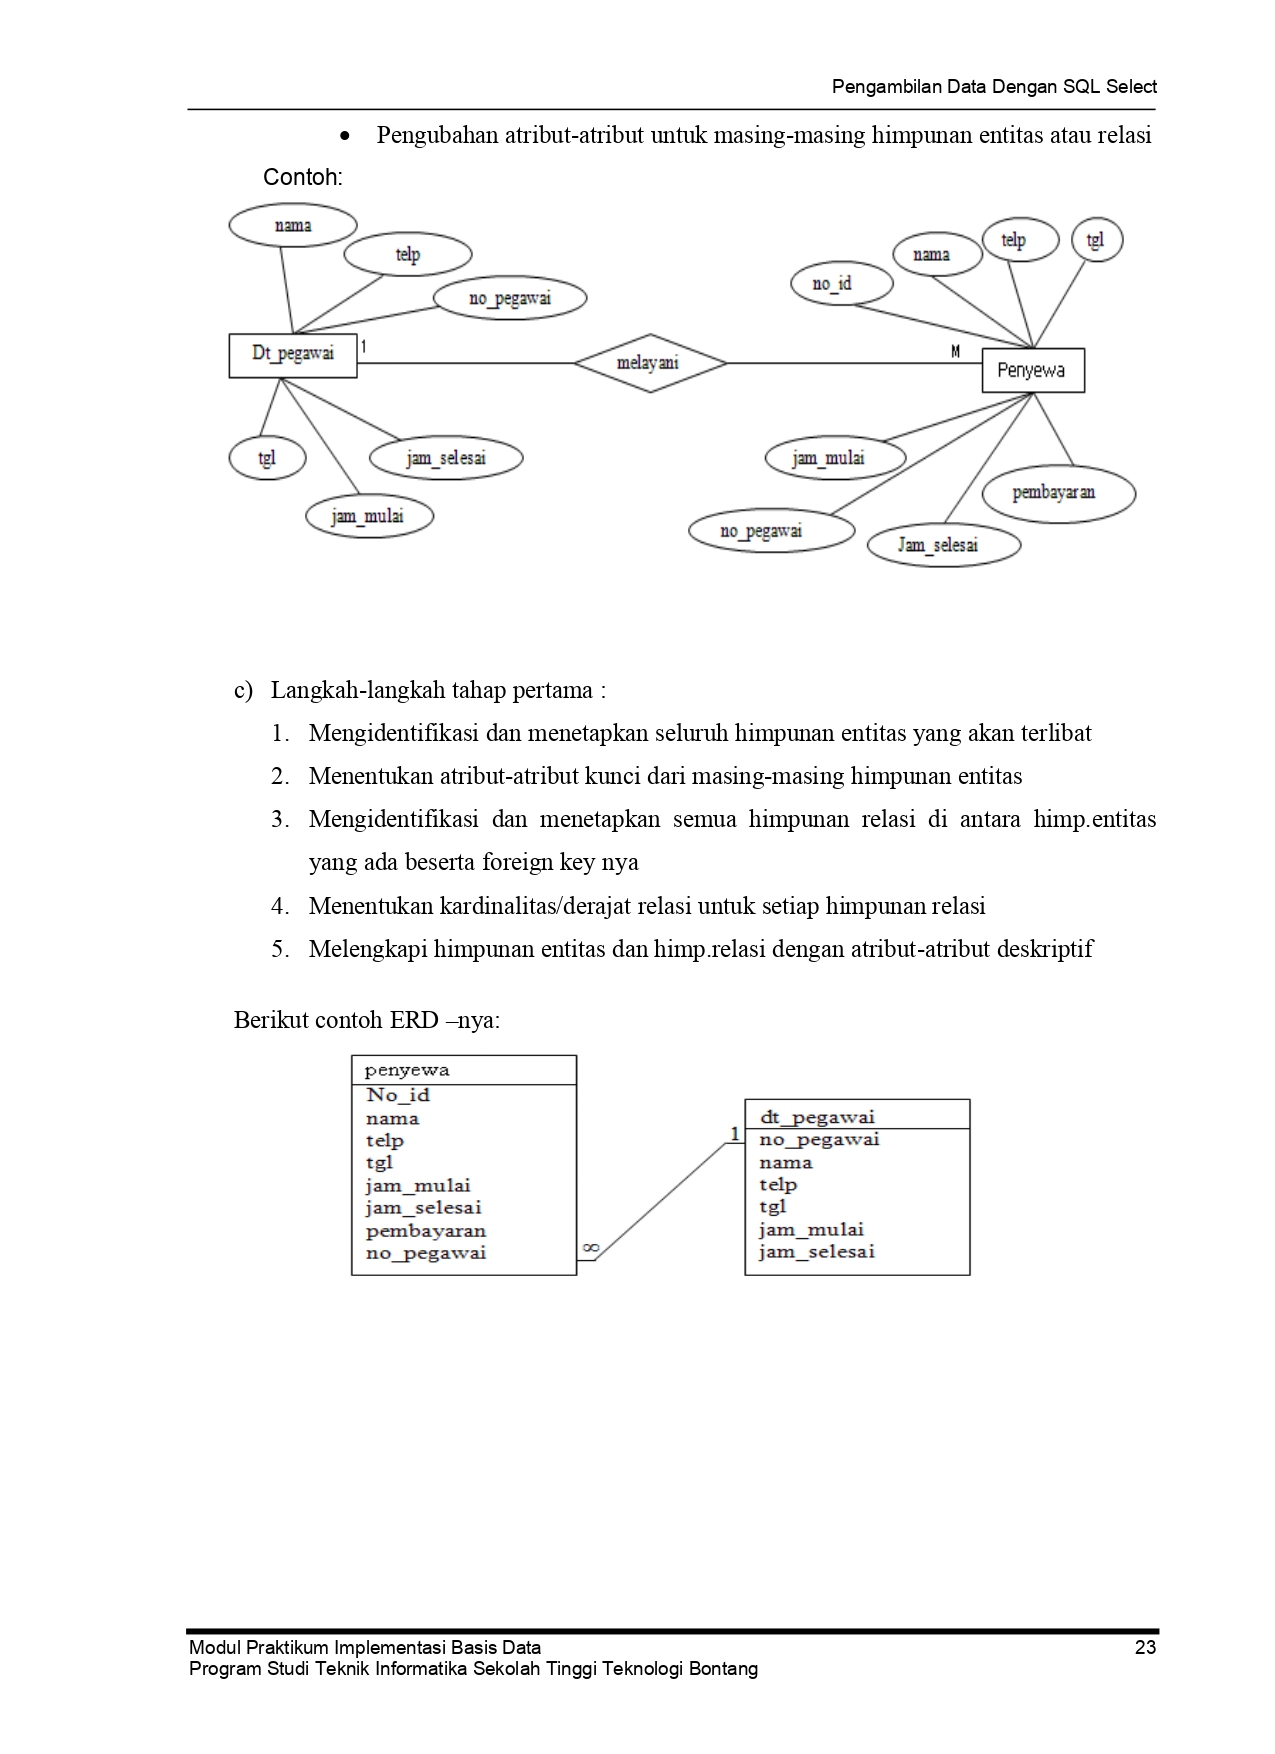 Pengambilan Data Dengan SQL Select
• Pengubahan atribut-atribut untuk masing-masing himpunan entitas atau relasi
Contoh:
nama
telp
no_pegawai
Dt_pegawai
1
tgl
jam_mulai
jam_selesai
melayani
M
no_id
nama
telp
tgl
Penyewa
jam_mulai
no_pegawai
Jam_selesai
pembayaran
c) Langkah-langkah tahap pertama :
1. Mengidentifikasi dan menetapkan seluruh himpunan entitas yang akan terlibat
2. Menentukan atribut-atribut kunci dari masing-masing himpunan entitas
3. Mengidentifikasi dan menetapkan semua himpunan relasi di antara himp.entitas
yang ada beserta foreign key nya
4. Menentukan kardinalitas/derajat relasi untuk setiap himpunan relasi
5. Melengkapi himpunan entitas dan himp.relasi dengan atribut-atribut deskriptif
Berikut contoh ERD –nya:
penyewa
No_id
nama
telp
tgl
jam_mulai
jam_selesai
pembayaran
no_pegawai
∞
1
dt_pegawai
no_pegawai
nama
telp
tgl
jam_mulai
jam_selesai
Modul Praktikum Implementasi Basis Data 23
Program Studi Teknik Informatika Sekolah Tinggi Teknologi Bontang